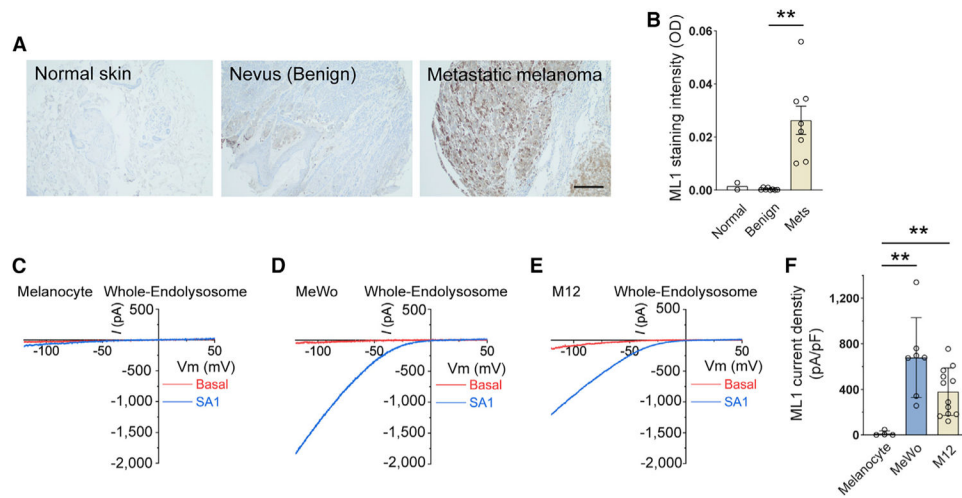 A
Normal skin
Nevus (Benign)
Metastatic melanoma
B
**
ML1 staining intensity (OD)
0.06
0.04
0.02
0.00
Normal
Benign
Mets
C
Melanocyte Whole-Endolysosome
I (pA)
500
-100 -50 50
Vm (mV)
-500
Basal
SA1
-1,000
-1,500
-2,000
D
MeWo Whole-Endolysosome
I (pA)
500
-100 -50 50
Vm (mV)
-500
Basal
SA1
-1,000
-1,500
-2,000
E
M12 Whole-Endolysosome
I (pA)
500
-100 -50 50
Vm (mV)
-500
Basal
SA1
-1,000
-1,500
-2,000
F
**
**
ML1 current denstiy
(pA/pF)
1,200
800
400
0
Melanocyte
MeWo
M12